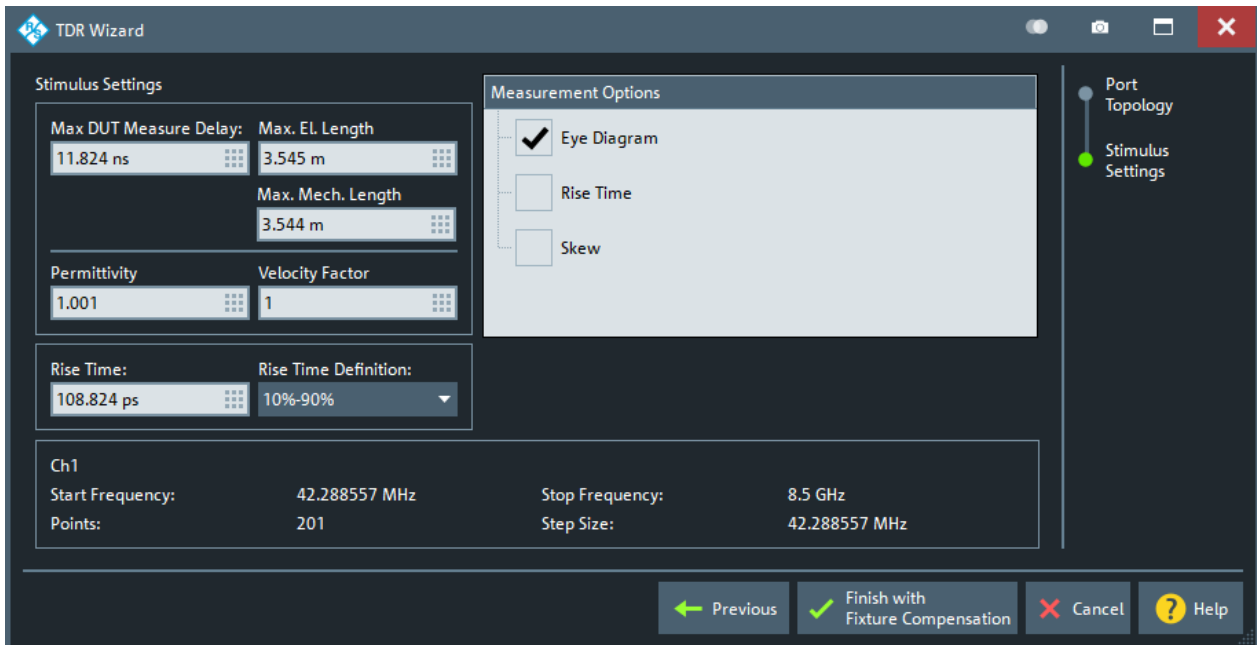 TDR Wizard
Stimulus Settings
Max DUT Measure Delay:
Max. El. Length
11.824 ns
3.545 m
Max. Mech. Length
3.544 m
Permittivity
Velocity Factor
1.001
1
Rise Time:
Rise Time Definition:
108.824 ps
10%-90%
Measurement Options
Eye Diagram
Rise Time
Skew
Port
Topology
Stimulus
Settings
Ch1
Start Frequency:
42.288557 MHz
Stop Frequency:
8.5 GHz
Points:
201
Step Size:
42.288557 MHz
Previous
Finish with
Fixture Compensation
Cancel
? Help